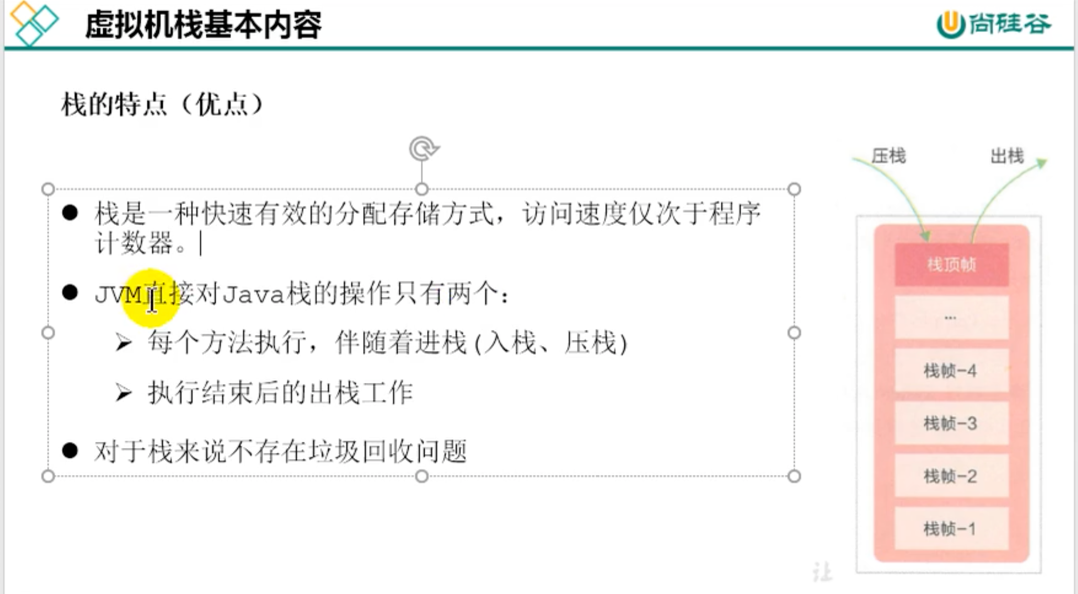 虚拟机栈基本内容
尚硅谷
栈的特点（优点）
● 栈是一种快速有效的分配存储方式，访问速度仅次于程序
计数器。
● JVM直接对Java栈的操作只有两个：
➢ 每个方法执行，伴随着进栈(入栈、压栈)
➢ 执行结束后的出栈工作
● 对于栈来说不存在垃圾回收问题
压栈
出栈
栈顶帧
...
栈帧-4
栈帧-3
栈帧-2
栈帧-1
让